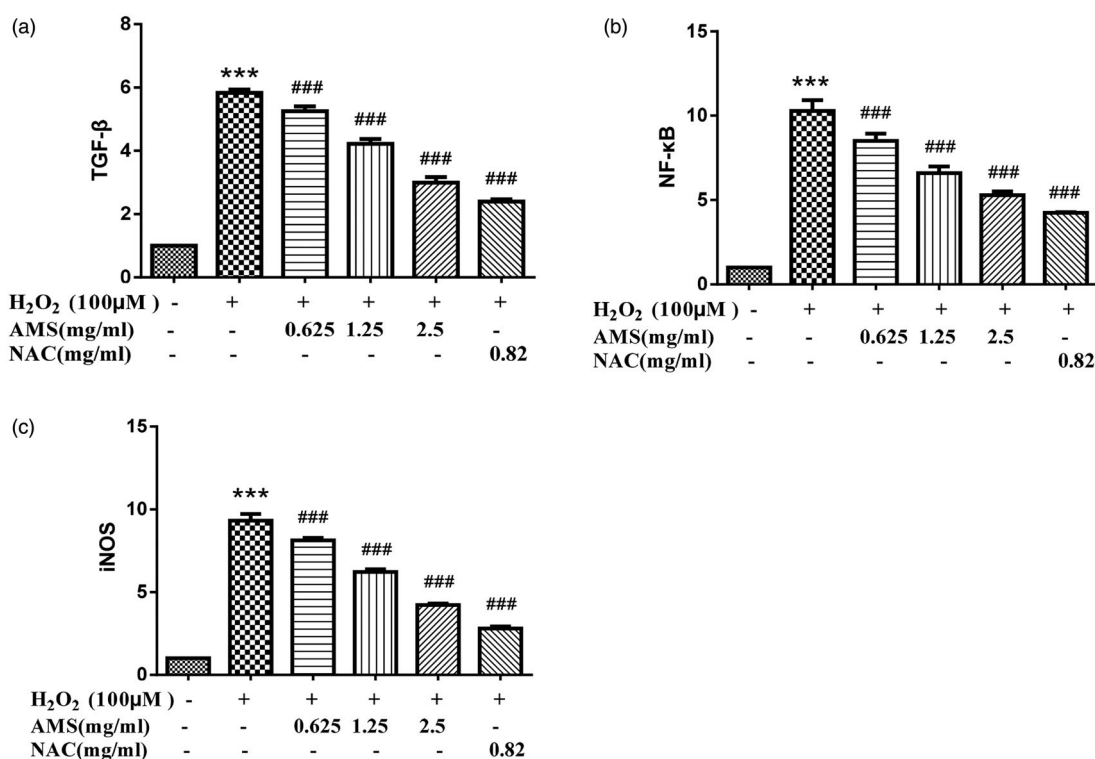 (a)
8
6
4
2
0
TGF-β
*** ### ### ### ###
H₂O₂ (100μM ) - + + + + +
AMS(mg/ml) - - 0.625 1.25 2.5 -
NAC(mg/ml) - - - - - 0.82
(b)
15
10
5
0
NF-κB
*** ### ### ### ###
H₂O₂ (100μM ) - + + + + +
AMS(mg/ml) - - 0.625 1.25 2.5 -
NAC(mg/ml) - - - - - 0.82
(c)
15
10
5
0
iNOS
*** ### ### ### ###
H₂O₂ (100μM ) - + + + + +
AMS(mg/ml) - - 0.625 1.25 2.5 -
NAC(mg/ml) - - - - - 0.82